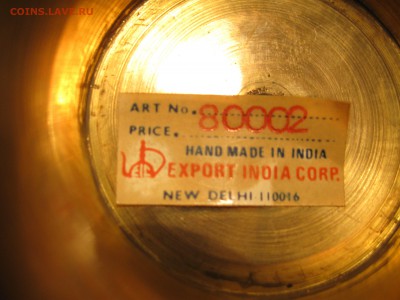 COINS.LAVE.RU
ART No. 80002
PRICE.
HAND MADE IN INDIA
EXPORT INDIA CORP.
NEW DELHI 110016